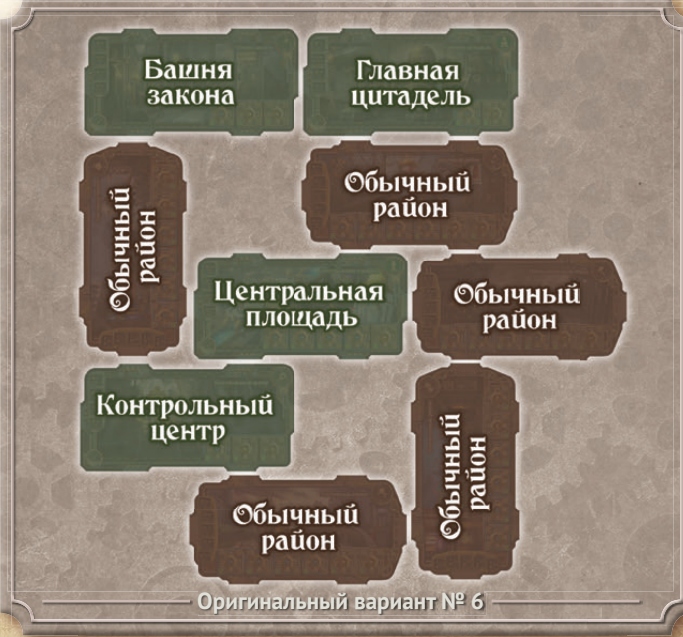 Башня
закона
Главная
цитадель
Обычный
район
Обычный
район
Центральная
площадь
Обычный
район
Контрольный
центр
Обычный
район
Обычный
район
Оригинальный вариант № 6